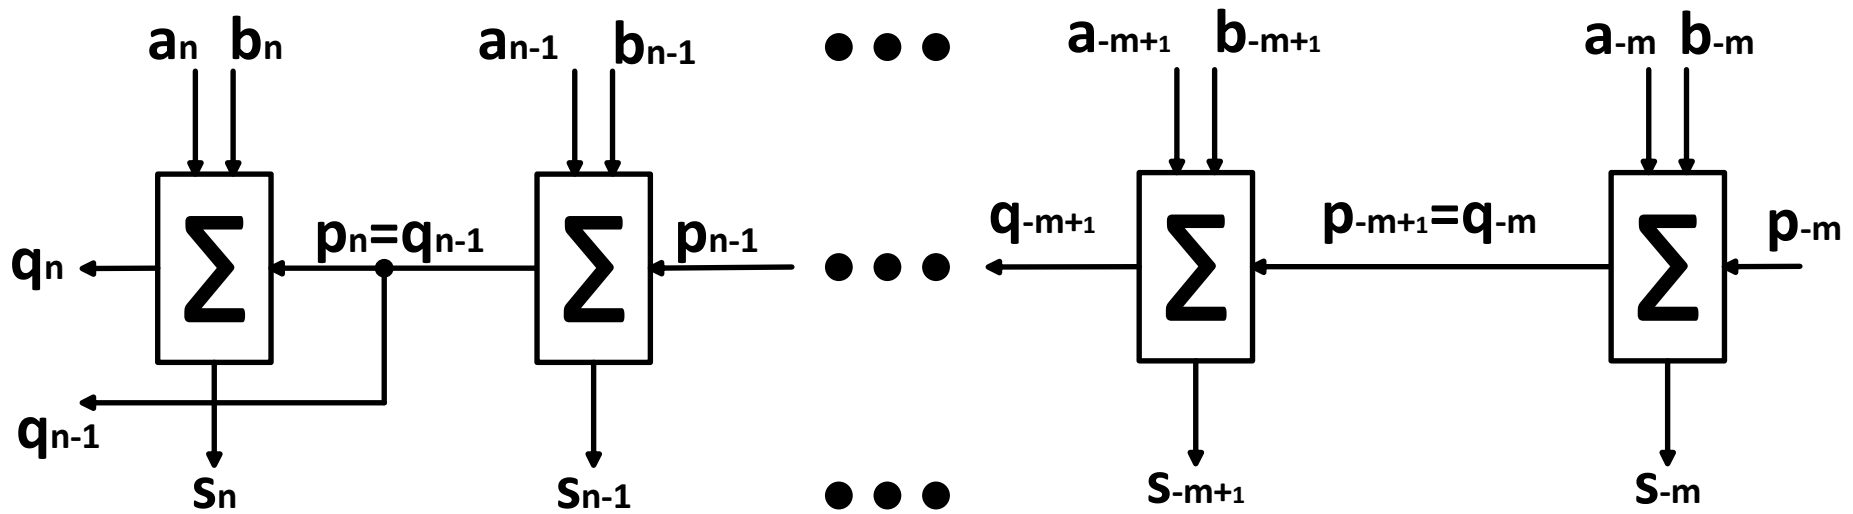 an bn an-1 bn-1 ••• a-m+1 b-m+1 a-m b-m
qn Σ pn=qn-1 Σ pn-1 ••• q-m+1 Σ p-m+1=q-m Σ p-m
qn-1
sn sn-1 ••• s-m+1 s-m